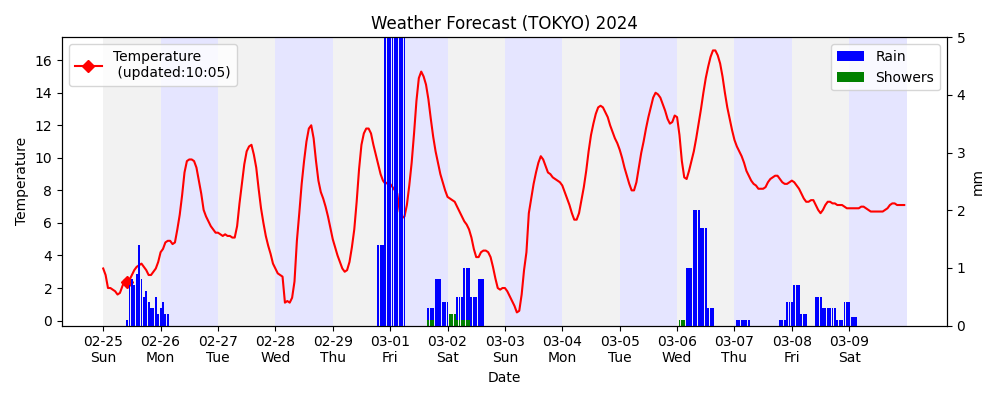 Weather Forecast (TOKYO) 2024
Temperature
(updated:10:05)
Rain
Showers
Temperature
16
14
12
10
8
6
4
2
0
5
4
3
2
1
0
mm
02-25 02-26 02-27 02-28 02-29 03-01 03-02 03-03 03-04 03-05 03-06 03-07 03-08 03-09
Sun Mon Tue Wed Thu Fri Sat Sun Mon Tue Wed Thu Fri Sat
Date